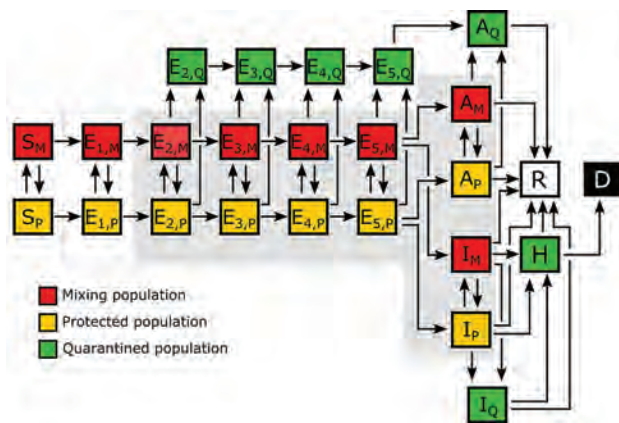 A_Q
E_2,Q E_3,Q E_4,Q E_5,Q
A_M
S_M E_1,M E_2,M E_3,M E_4,M E_5,M
A_P R D
S_P E_1,P E_2,P E_3,P E_4,P E_5,P
I_M H
Mixing population
Protected population
I_P
Quarantined population
I_Q